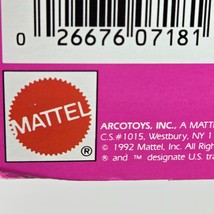 0 26676 07181
MATTEL
®
ARCOTOYS, INC., A MATT
C.S. #1015, Westbury, NY 1
© 1992 Mattel, Inc. All Righ
® and ™ designate U.S. tra